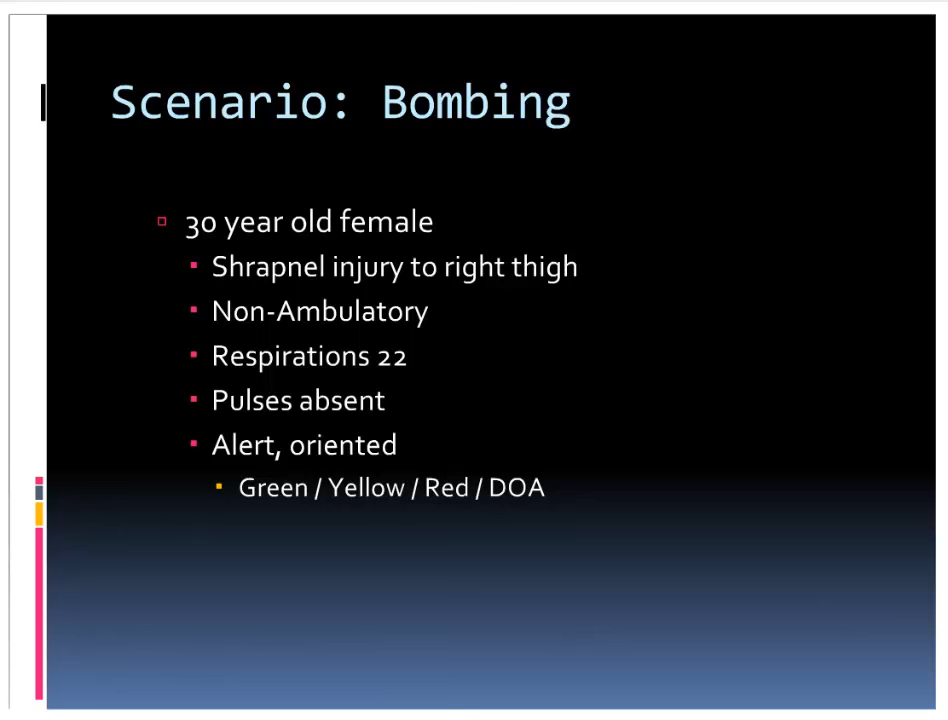 Scenario: Bombing
30 year old female
Shrapnel injury to right thigh
Non-Ambulatory
Respirations 22
Pulses absent
Alert, oriented
Green / Yellow / Red / DOA